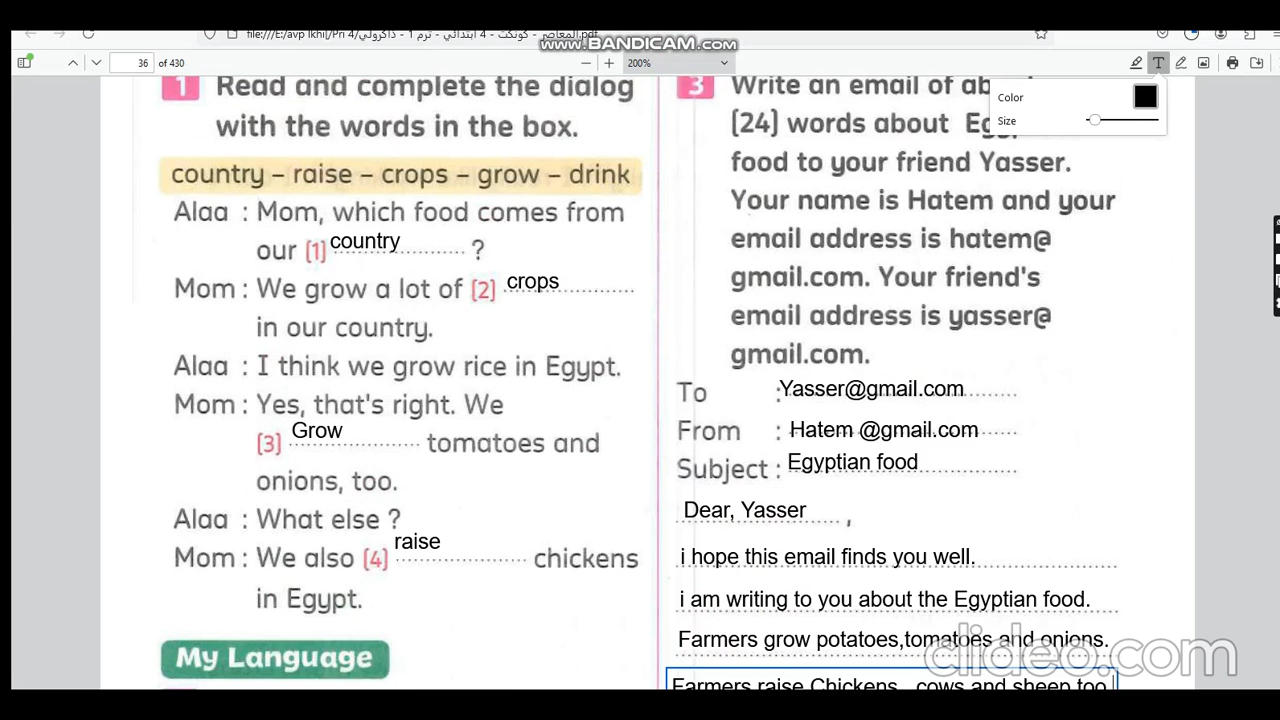 file:///E:/avp lkhj/Pri 4/المعاصر - كونكت - 4 ابتدائي - ترم 1 - ذاكرولي.pdf
www.BANDICAM.com
36 of 430
200%
Color
Size
1 Read and complete the dialog
with the words in the box.
country – raise – crops – grow – drink
Alaa : Mom, which food comes from
our (1) country ?
Mom : We grow a lot of (2) crops
in our country.
Alaa : I think we grow rice in Egypt.
Mom : Yes, that's right. We
(3) Grow tomatoes and
onions, too.
Alaa : What else ?
Mom : We also (4) raise chickens
in Egypt.
My Language
3 Write an email of
(24) words about
food to your friend Yasser.
Your name is Hatem and your
email address is hatem@
gmail.com. Your friend's
email address is yasser@
gmail.com.
To : Yasser@gmail.com
From : Hatem @gmail.com
Subject : Egyptian food
Dear, Yasser ,
i hope this email finds you well.
i am writing to you about the Egyptian food.
Farmers grow potatoes,tomatoes and onions.
Farmers raise Chickens , cows and sheep too
clideo.com